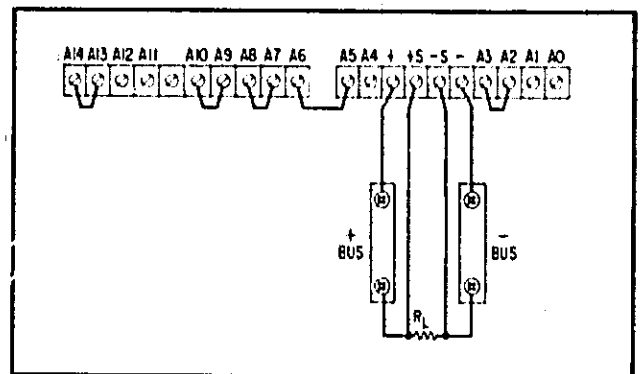 A14 A13 A12 A11 A10 A9 A8 A7 A6 A5 A4 + +S -S - A3 A2 A1 A0
+ BUS
- BUS
RL